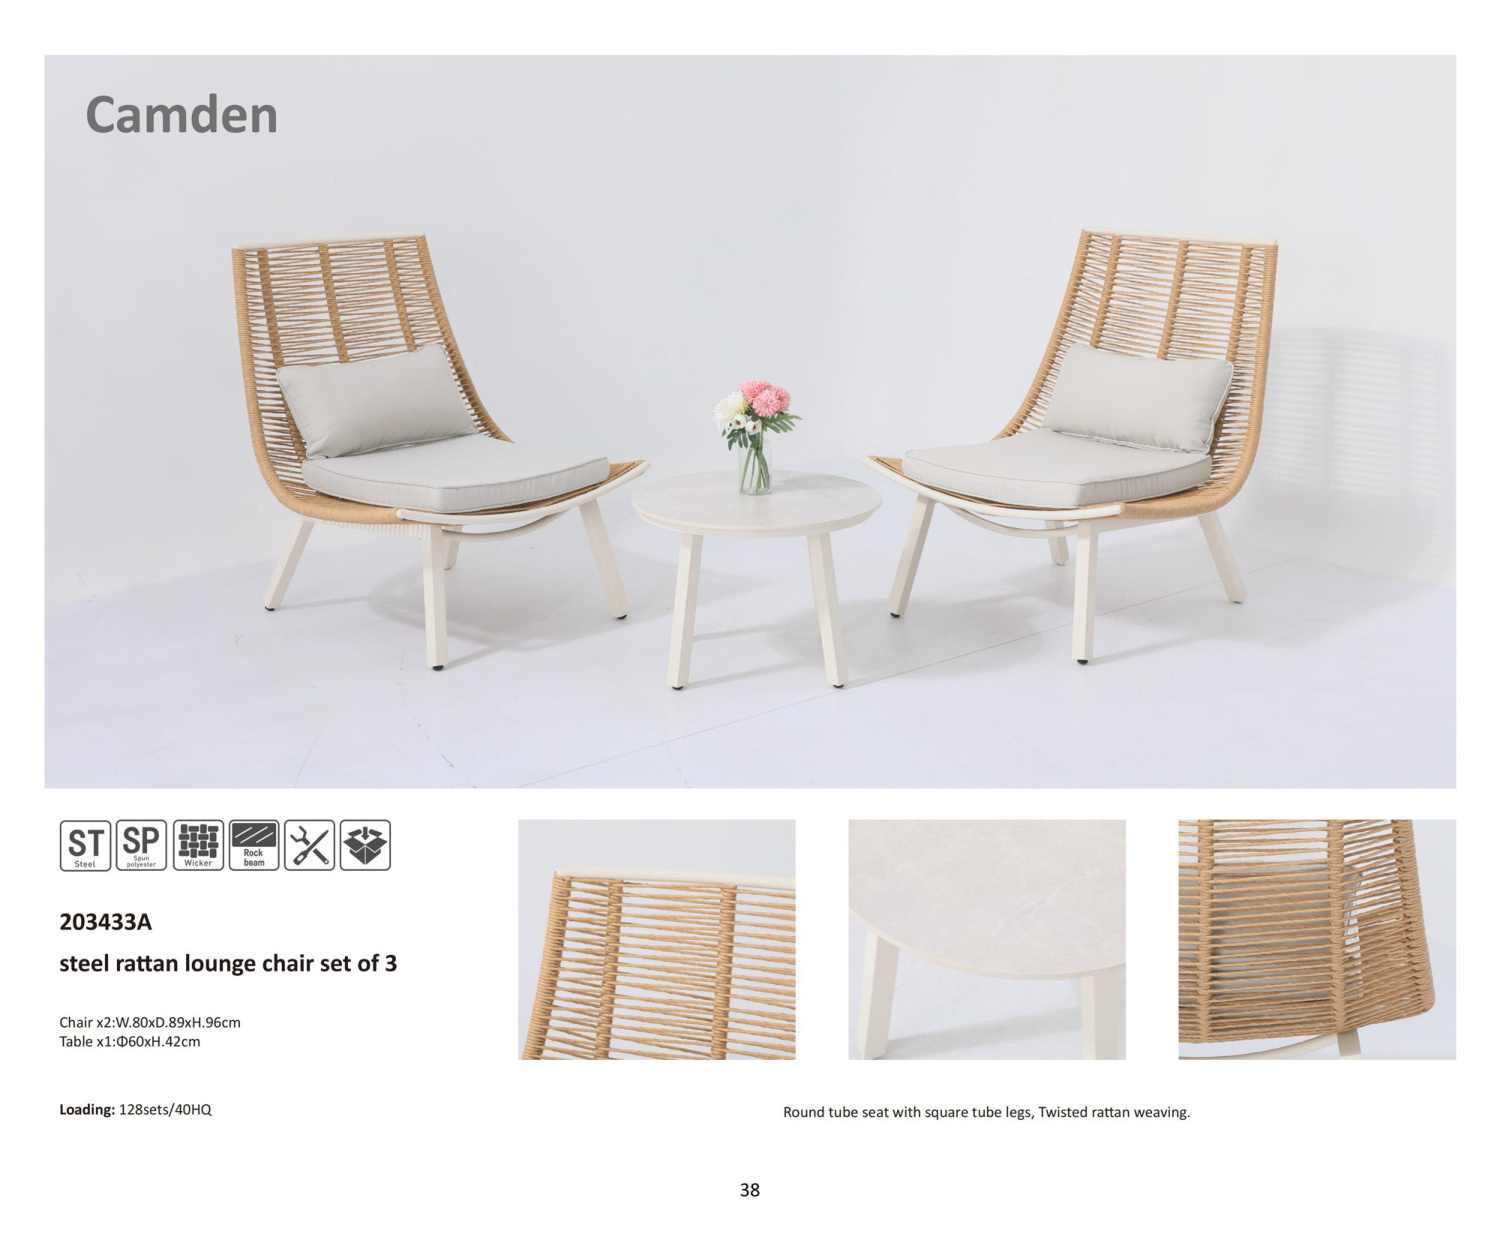 Camden
ST
Steel
SP
Spun
polyester
Wicker
Rock
beam
203433A
steel rattan lounge chair set of 3
Chair x2:W.80xD.89xH.96cm
Table x1:Φ60xH.42cm
Loading: 128sets/40HQ
Round tube seat with square tube legs, Twisted rattan weaving.
38